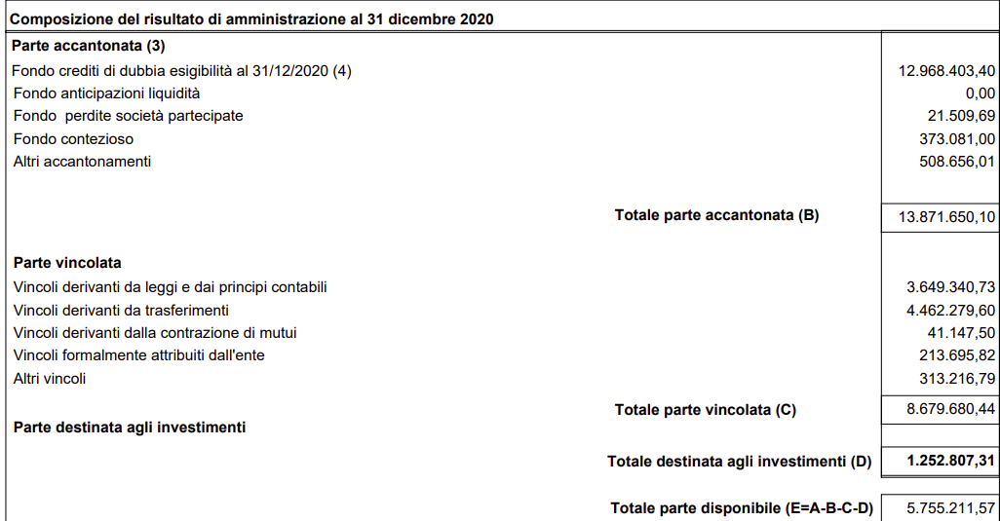 Composizione del risultato di amministrazione al 31 dicembre 2020
Parte accantonata (3)
Fondo crediti di dubbia esigibilità al 31/12/2020 (4) 12.968.403,40
Fondo anticipazioni liquidità 0,00
Fondo perdite società partecipate 21.509,69
Fondo contezioso 373.081,00
Altri accantonamenti 508.656,01
Totale parte accantonata (B) 13.871.650,10
Parte vincolata
Vincoli derivanti da leggi e dai principi contabili 3.649.340,73
Vincoli derivanti da trasferimenti 4.462.279,60
Vincoli derivanti dalla contrazione di mutui 41.147,50
Vincoli formalmente attribuiti dall'ente 213.695,82
Altri vincoli 313.216,79
Totale parte vincolata (C) 8.679.680,44
Parte destinata agli investimenti
Totale destinata agli investimenti (D) 1.252.807,31
Totale parte disponibile (E=A-B-C-D) 5.755.211,57